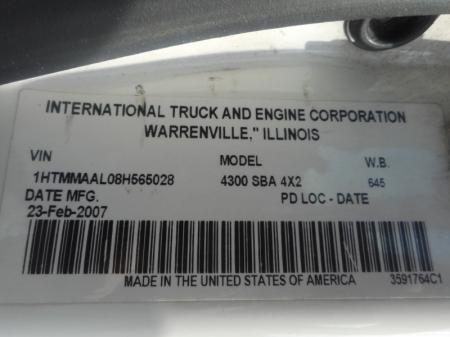 INTERNATIONAL TRUCK AND ENGINE CORPORATION
WARRENVILLE," ILLINOIS
VIN MODEL W.B.
1HTMMAAL08H565028 4300 SBA 4X2 645
DATE MFG. PD LOC - DATE
23-Feb-2007
MADE IN THE UNITED STATES OF AMERICA 3591764C1